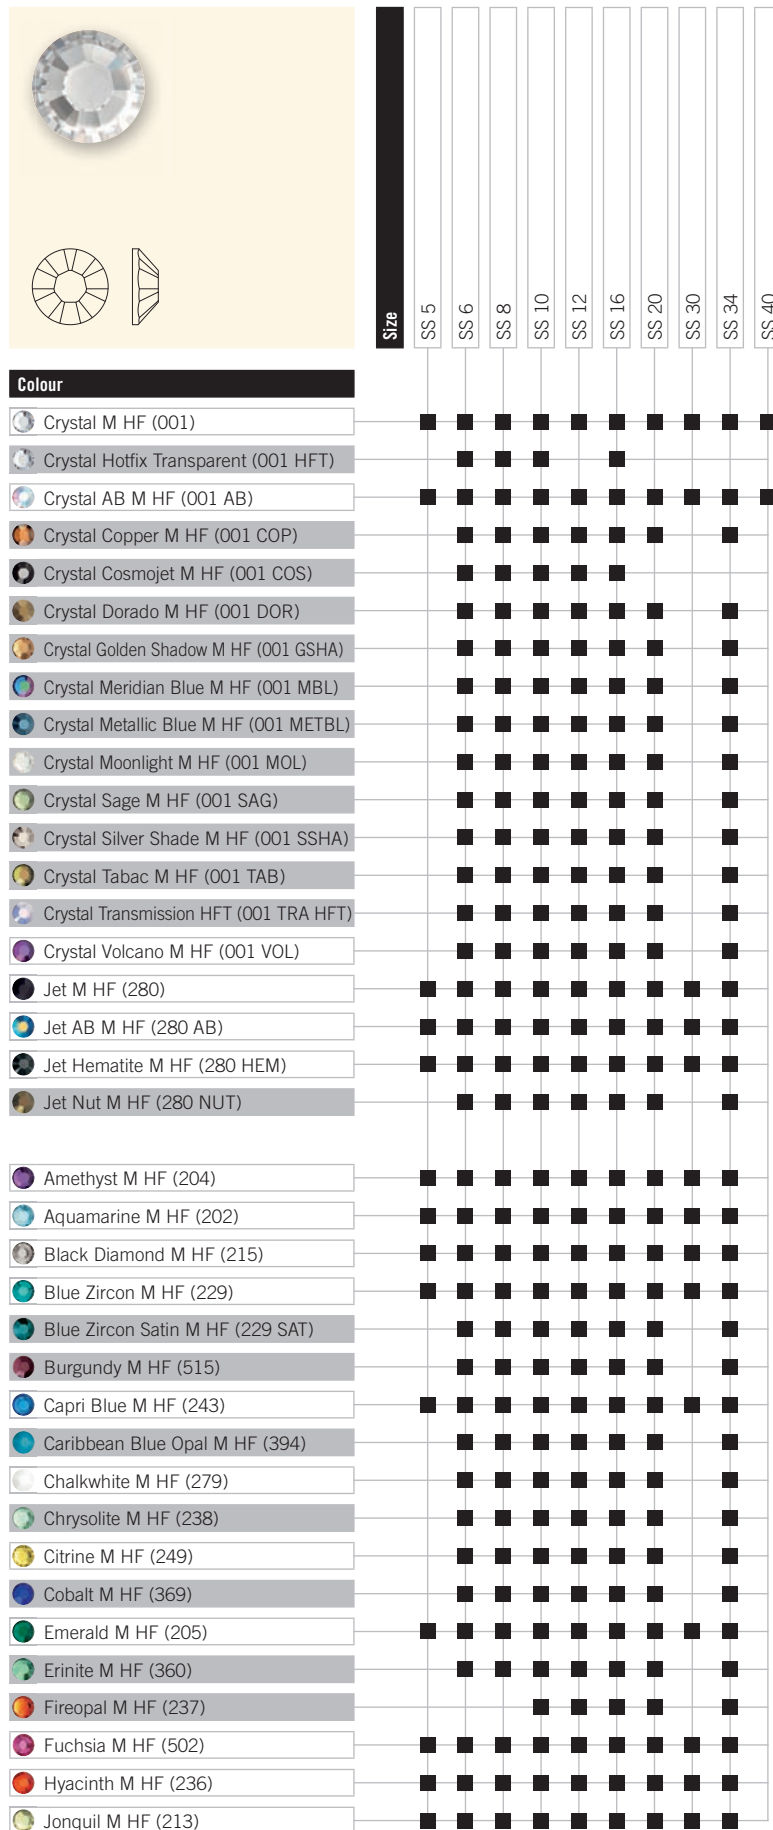 Size
SS 5
SS 6
SS 8
SS 10
SS 12
SS 16
SS 20
SS 30
SS 34
SS 40
Colour
Crystal M HF (001)
Crystal Hotfix Transparent (001 HFT)
Crystal AB M HF (001 AB)
Crystal Copper M HF (001 COP)
Crystal Cosmojet M HF (001 COS)
Crystal Dorado M HF (001 DOR)
Crystal Golden Shadow M HF (001 GSHA)
Crystal Meridian Blue M HF (001 MBL)
Crystal Metallic Blue M HF (001 METBL)
Crystal Moonlight M HF (001 MOL)
Crystal Sage M HF (001 SAG)
Crystal Silver Shade M HF (001 SSHA)
Crystal Tabac M HF (001 TAB)
Crystal Transmission HFT (001 TRA HFT)
Crystal Volcano M HF (001 VOL)
Jet M HF (280)
Jet AB M HF (280 AB)
Jet Hematite M HF (280 HEM)
Jet Nut M HF (280 NUT)
Amethyst M HF (204)
Aquamarine M HF (202)
Black Diamond M HF (215)
Blue Zircon M HF (229)
Blue Zircon Satin M HF (229 SAT)
Burgundy M HF (515)
Capri Blue M HF (243)
Caribbean Blue Opal M HF (394)
Chalkwhite M HF (279)
Chrysolite M HF (238)
Citrine M HF (249)
Cobalt M HF (369)
Emerald M HF (205)
Erinite M HF (360)
Fireopal M HF (237)
Fuchsia M HF (502)
Hyacinth M HF (236)
Jonquil M HF (213)